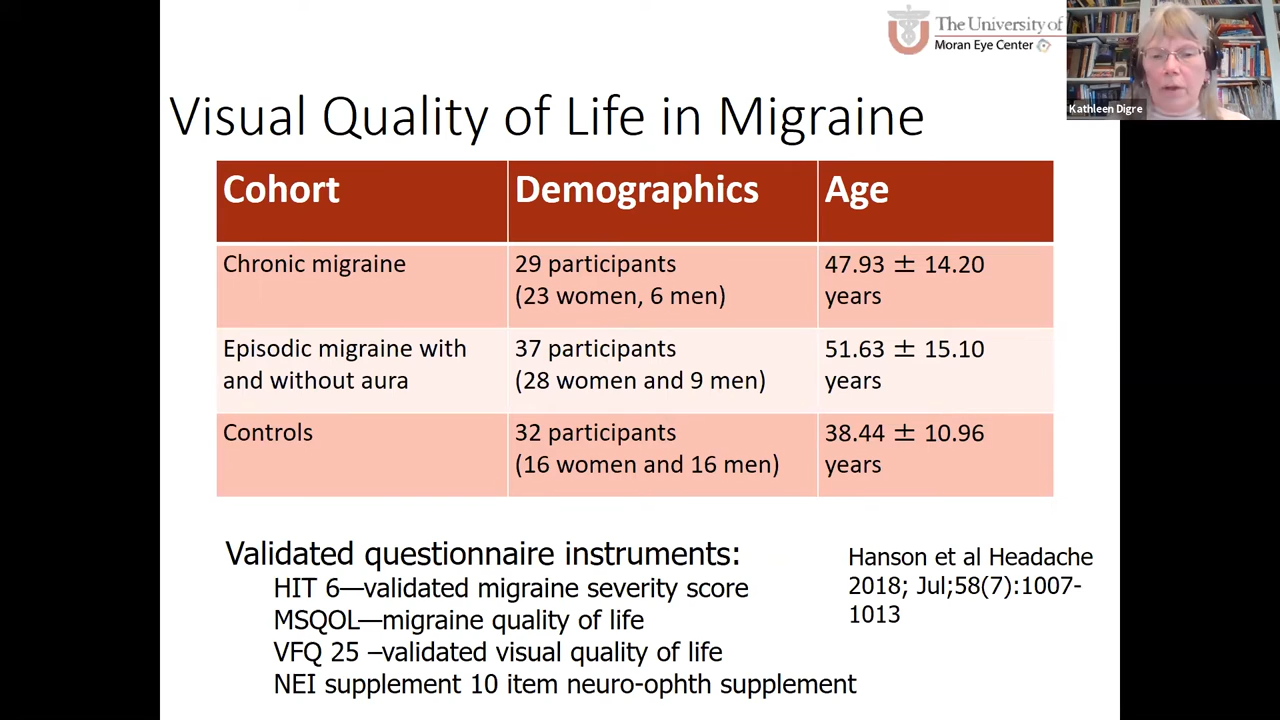 The University of
Moran Eye Center
Kathleen Digre
Visual Quality of Life in Migraine
Cohort Demographics Age
Chronic migraine 29 participants 47.93 ± 14.20
(23 women, 6 men) years
Episodic migraine with 37 participants 51.63 ± 15.10
and without aura (28 women and 9 men) years
Controls 32 participants 38.44 ± 10.96
(16 women and 16 men) years
Validated questionnaire instruments:
HIT 6—validated migraine severity score
MSQOL—migraine quality of life
VFQ 25 –validated visual quality of life
NEI supplement 10 item neuro-ophth supplement
Hanson et al Headache
2018; Jul;58(7):1007-
1013